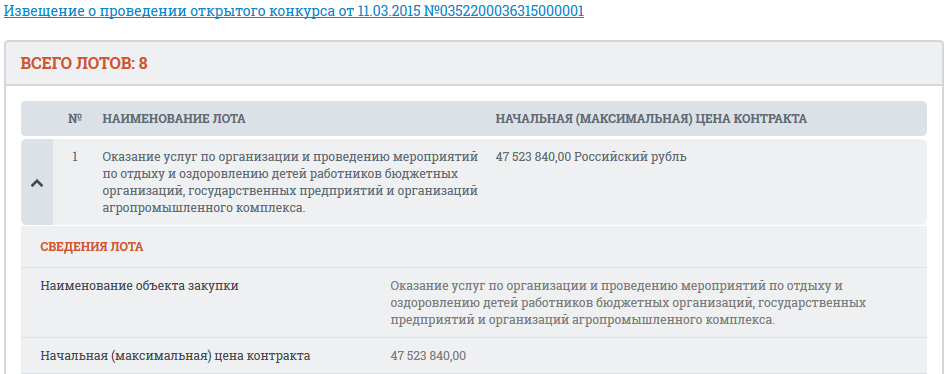 Извещение о проведении открытого конкурса от 11.03.2015 №0352200036315000001
ВСЕГО ЛОТОВ: 8
№ НАИМЕНОВАНИЕ ЛОТА НАЧАЛЬНАЯ (МАКСИМАЛЬНАЯ) ЦЕНА КОНТРАКТА
1 Оказание услуг по организации и проведению мероприятий 47 523 840,00 Российский рубль
по отдыху и оздоровлению детей работников бюджетных
организаций, государственных предприятий и организаций
агропромышленного комплекса.
СВЕДЕНИЯ ЛОТА
Наименование объекта закупки Оказание услуг по организации и проведению мероприятий по отдыху и
оздоровлению детей работников бюджетных организаций, государственных
предприятий и организаций агропромышленного комплекса.
Начальная (максимальная) цена контракта 47 523 840,00